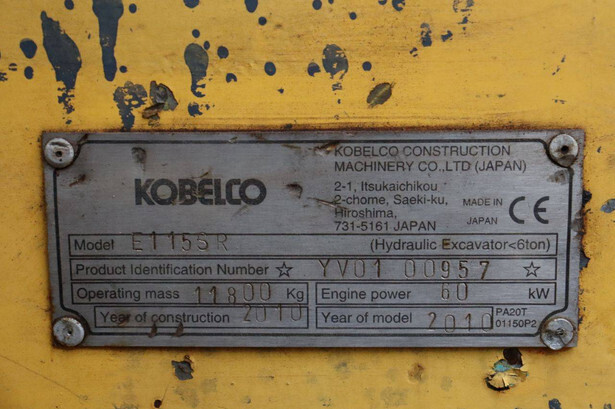 KOBELCO
KOBELCO CONSTRUCTION
MACHINERY CO.,LTD (JAPAN)
2-1, Itsukaichikou
2-chome, Saeki-ku,
Hiroshima,
731-5161 JAPAN
MADE IN
JAPAN
CE
Model E115SR (Hydraulic Excavator<6ton)
Product Identification Number ☆ YV01 00957 ☆
Operating mass 11800 Kg
Engine power 60 kW
Year of construction 2010
Year of model 2010
PA20T
01150P2